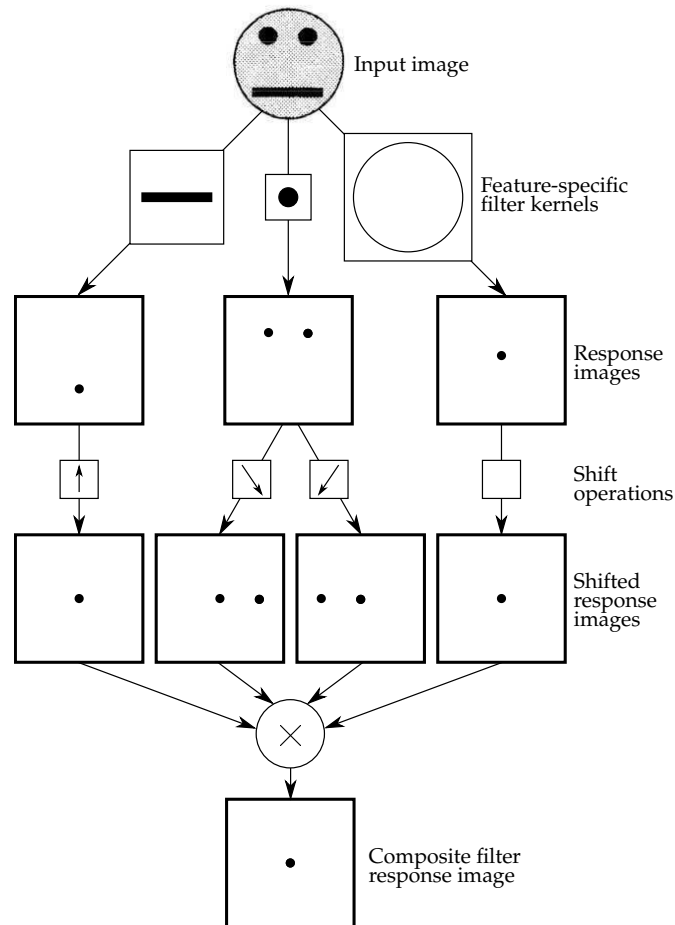 Input image
Feature-specific
filter kernels
Response
images
Shift
operations
Shifted
response
images
Composite filter
response image